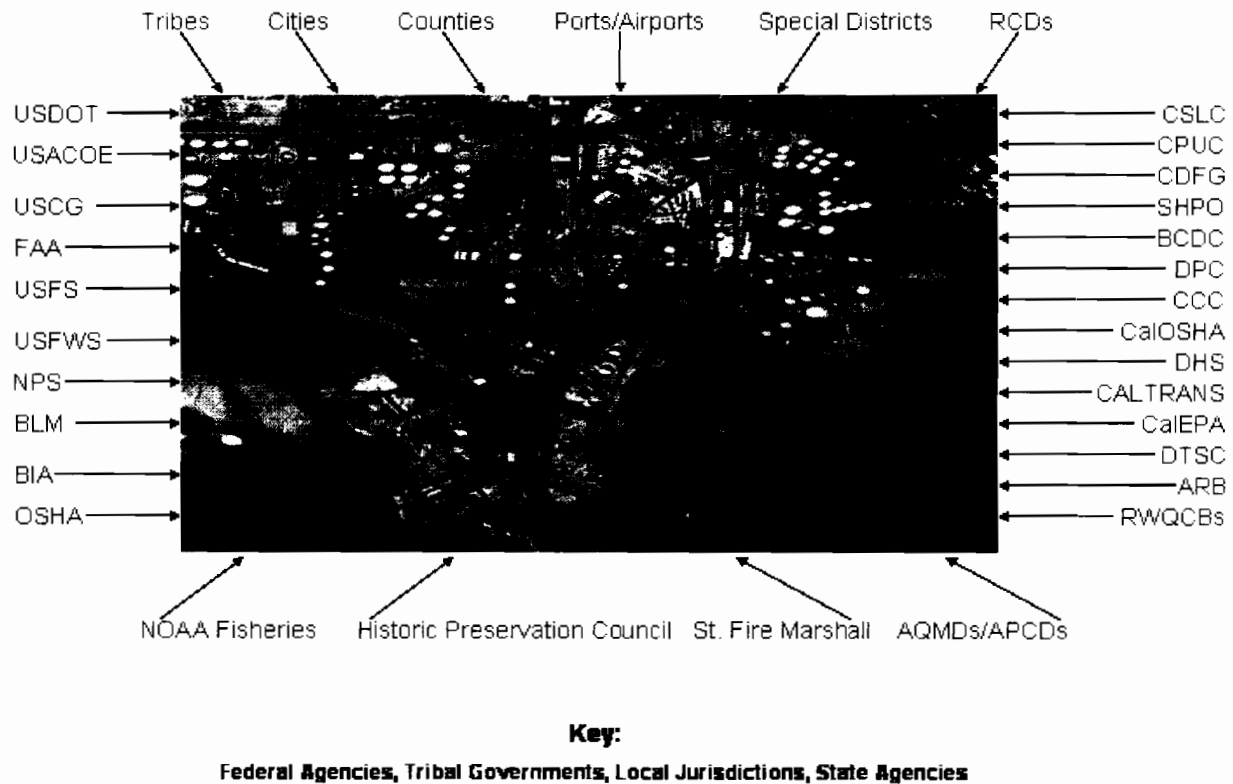 Tribes Cities Counties Ports/Airports Special Districts RCDs
USDOT
USACOE
USCG
FAA
USFS
USFWS
NPS
BLM
BIA
OSHA
CSLC
CPUC
CDFG
SHPO
BCDC
DPC
CCC
CalOSHA
DHS
CALTRANS
CalEPA
DTSC
ARB
RWQCBs
NOAA Fisheries Historic Preservation Council St. Fire Marshall AQMDs/APCDs
Key:
Federal Agencies, Tribal Governments, Local Jurisdictions, State Agencies